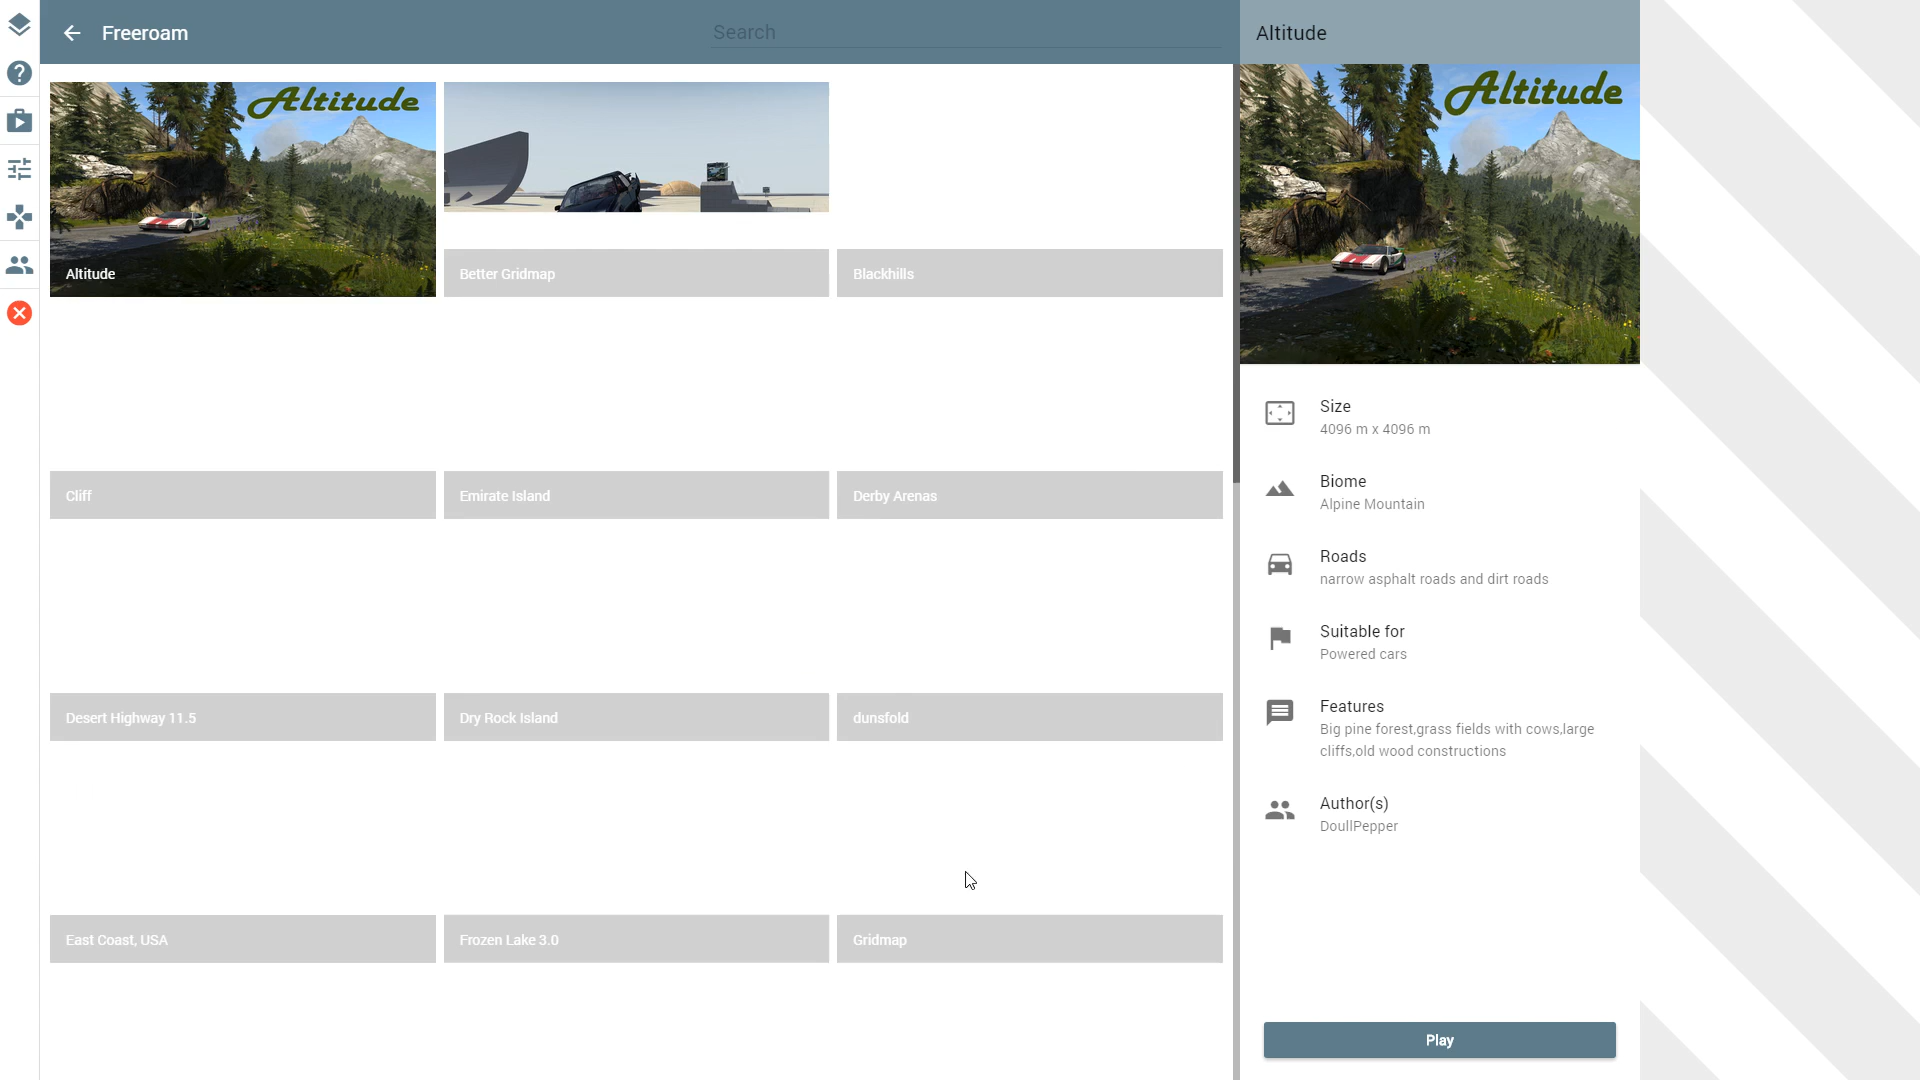 Freeroam
Search
Altitude
Altitude
Altitude
Better Gridmap
Blackhills
Cliff
Emirate Island
Derby Arenas
Desert Highway 11.5
Dry Rock Island
dunsfold
East Coast, USA
Frozen Lake 3.0
Gridmap
Altitude
Size
4096 m x 4096 m
Biome
Alpine Mountain
Roads
narrow asphalt roads and dirt roads
Suitable for
Powered cars
Features
Big pine forest,grass fields with cows,large
cliffs,old wood constructions
Author(s)
DoullPepper
Play